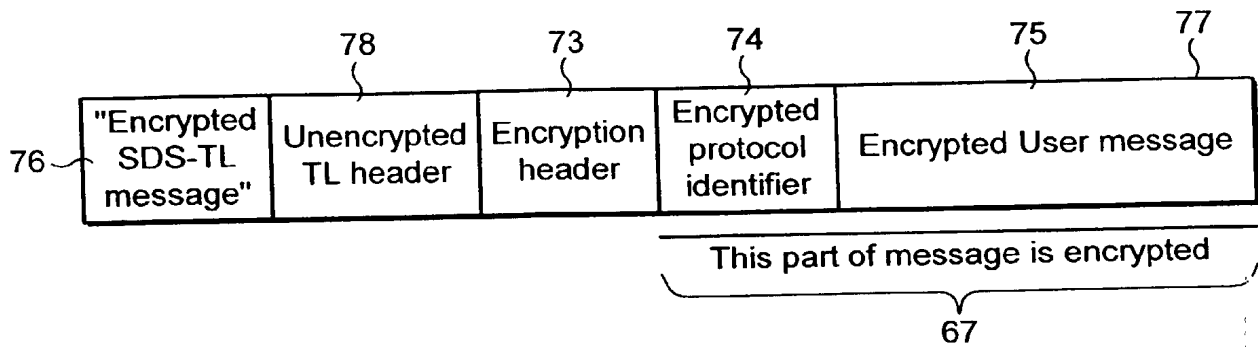 78
73
74
75
77
76
"Encrypted
SDS-TL
message"
Unencrypted
TL header
Encryption
header
Encrypted
protocol
identifier
Encrypted User message
This part of message is encrypted
67